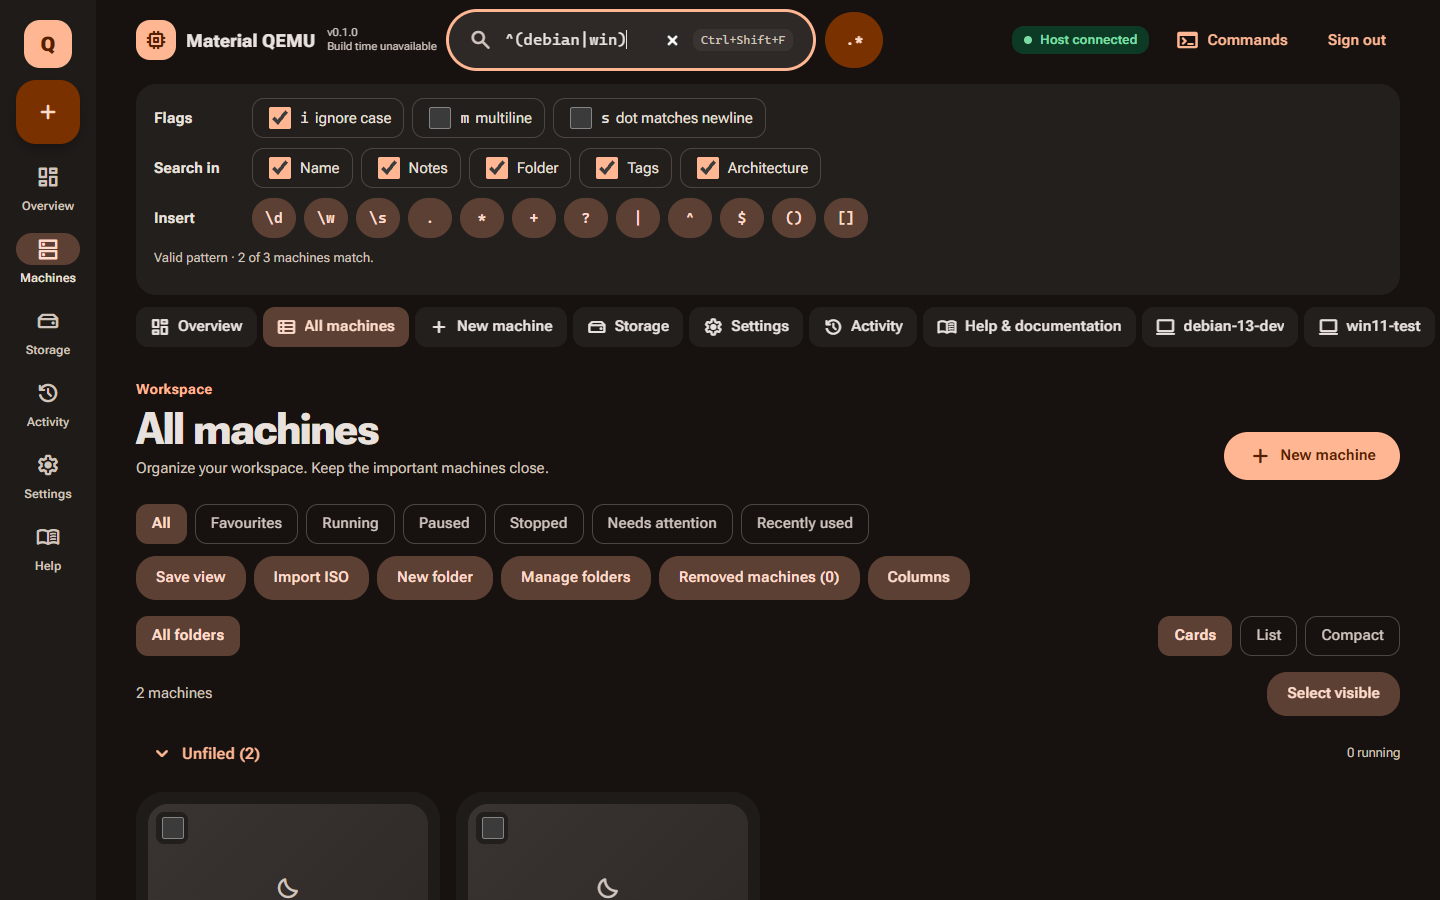 Q
Material QEMU
v0.1.0
Build time unavailable
^(debian|win)
Ctrl+Shift+F
.*
Host connected
Commands
Sign out
Overview
Machines
Storage
Activity
Settings
Help
Flags
i ignore case
m multiline
s dot matches newline
Search in
Name
Notes
Folder
Tags
Architecture
Insert
\d
\w
\s
.
*
+
?
|
^
$
()
[]
Valid pattern · 2 of 3 machines match.
Overview
All machines
New machine
Storage
Settings
Activity
Help & documentation
debian-13-dev
win11-test
Workspace
All machines
Organize your workspace. Keep the important machines close.
New machine
All
Favourites
Running
Paused
Stopped
Needs attention
Recently used
Save view
Import ISO
New folder
Manage folders
Removed machines (0)
Columns
All folders
Cards
List
Compact
2 machines
Select visible
Unfiled (2)
0 running